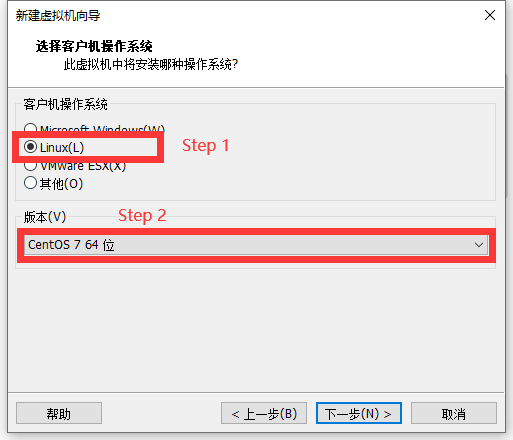 新建虚拟机向导
选择客户机操作系统
此虚拟机中将安装哪种操作系统?
客户机操作系统
Microsoft Windows(W)
Linux(L)
Step 1
VMware ESX(X)
其他(O)
版本(V)
Step 2
CentOS 7 64 位
帮助
< 上一步(B)
下一步(N) >
取消